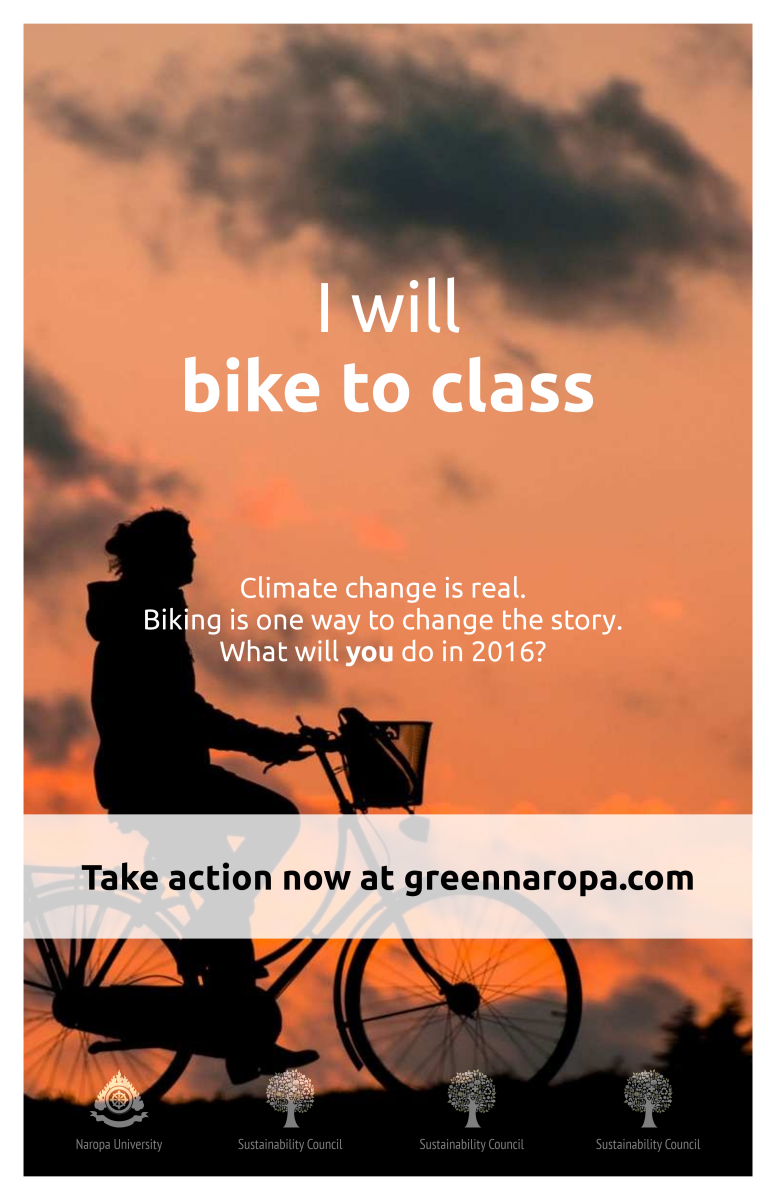 I will
bike to class
Climate change is real.
Biking is one way to change the story.
What will you do in 2016?
Take action now at greennaropa.com
Naropa University
Sustainability Council
Sustainability Council
Sustainability Council